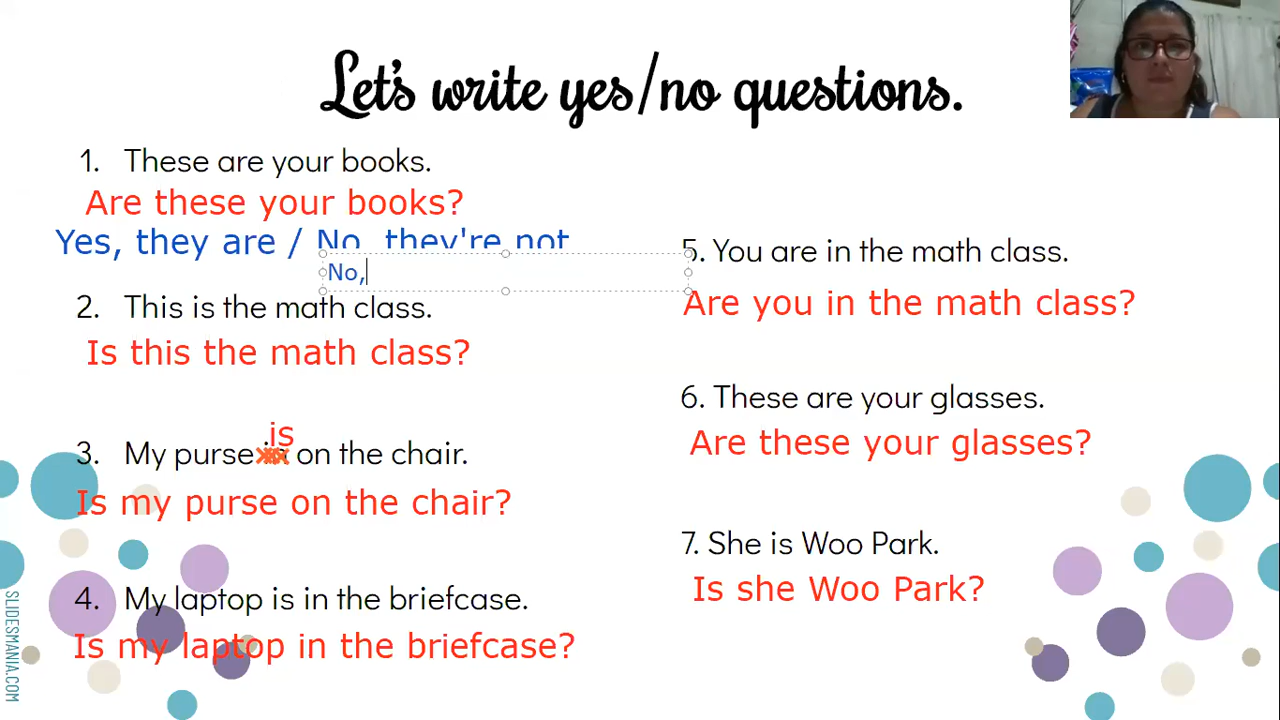 Let's write yes/no questions.
1. These are your books.
Are these your books?
Yes, they are / No, they're not
No,
2. This is the math class.
Is this the math class?
is
3. My purse on the chair.
Is my purse on the chair?
4. My laptop is in the briefcase.
Is my laptop in the briefcase?
5. You are in the math class.
Are you in the math class?
6. These are your glasses.
Are these your glasses?
7. She is Woo Park.
Is she Woo Park?
SLIDESMANIA.COM